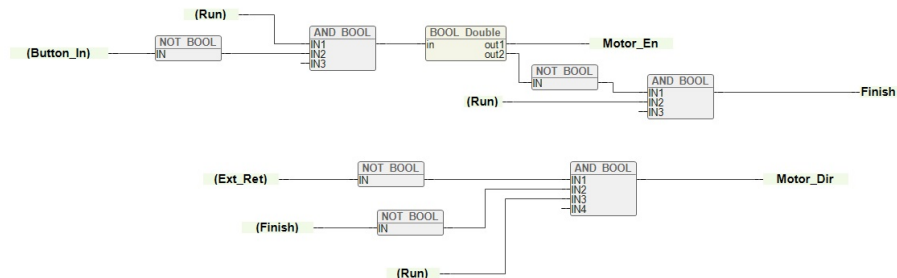 (Run)
AND BOOL
BOOL Double
NOT BOOL
IN1
in
out1
Motor_En
(Button_In)
IN
IN2
out2
IN3
NOT BOOL
AND BOOL
IN
IN1
Finish
(Run)
IN2
IN3
NOT BOOL
AND BOOL
(Ext_Ret)
IN
IN1
Motor_Dir
IN2
NOT BOOL
IN3
(Finish)
IN
IN4
(Run)